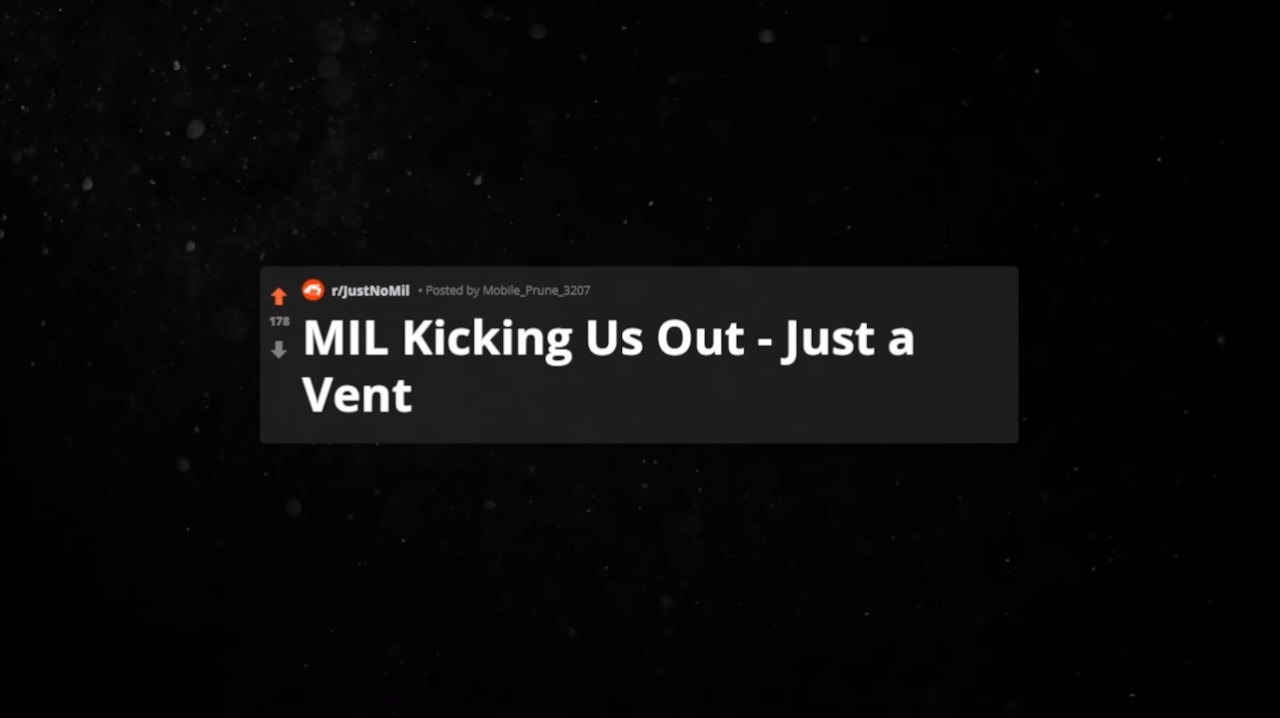 r/JustNoMil • Posted by Mobile_Prune_3207
178
MIL Kicking Us Out - Just a
Vent